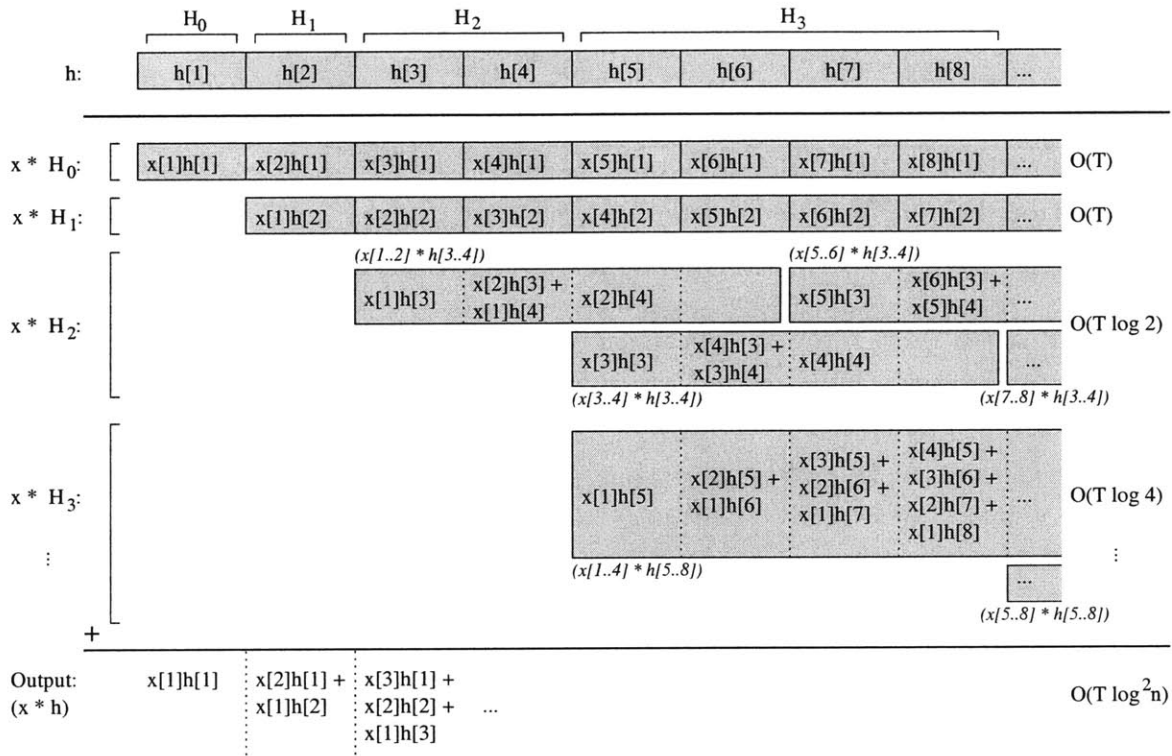 H0 H1 H2 H3
h: h[1] h[2] h[3] h[4] h[5] h[6] h[7] h[8] ...
x * H0: x[1]h[1] x[2]h[1] x[3]h[1] x[4]h[1] x[5]h[1] x[6]h[1] x[7]h[1] x[8]h[1] ... O(T)
x * H1: x[1]h[2] x[2]h[2] x[3]h[2] x[4]h[2] x[5]h[2] x[6]h[2] x[7]h[2] ... O(T)
(x[1..2] * h[3..4]) (x[5..6] * h[3..4])
x[2]h[3] + x[6]h[3] +
x[1]h[3] x[2]h[4] x[5]h[3] ...
x[1]h[4] x[5]h[4]
x * H2: O(T log 2)
x[4]h[3] +
x[3]h[3] x[4]h[4] ...
x[3]h[4]
(x[3..4] * h[3..4]) (x[7..8] * h[3..4])
x[4]h[5] +
x[3]h[5] +
x[2]h[5] + x[3]h[6] +
x * H3: x[1]h[5] x[2]h[6] + ... O(T log 4)
x[1]h[6] x[2]h[7] +
x[1]h[7]
x[1]h[8]
⋮ ⋮
(x[1..4] * h[5..8])
...
(x[5..8] * h[5..8])
+
Output: x[1]h[1] x[2]h[1] + x[3]h[1] +
(x * h) x[1]h[2] x[2]h[2] + ... O(T log²n)
x[1]h[3]